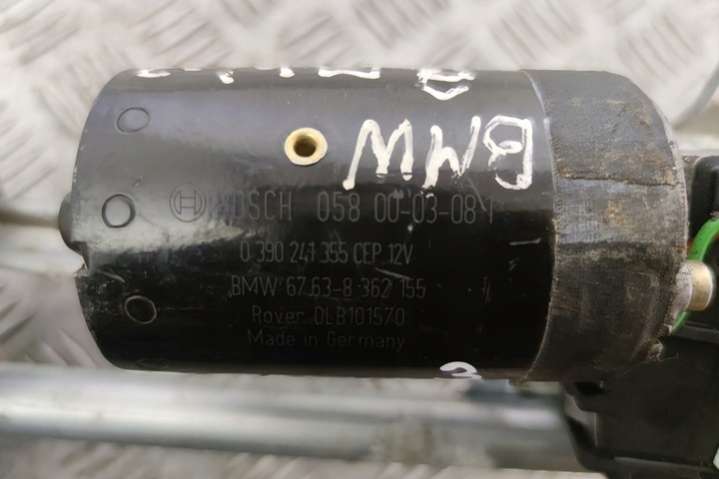 BMW
BOSCH 058 00-03-08 1
0 390 241 355 CEP 12V
BMW 67.63-8 362 155
Rover DLB101570
Made in Germany
3